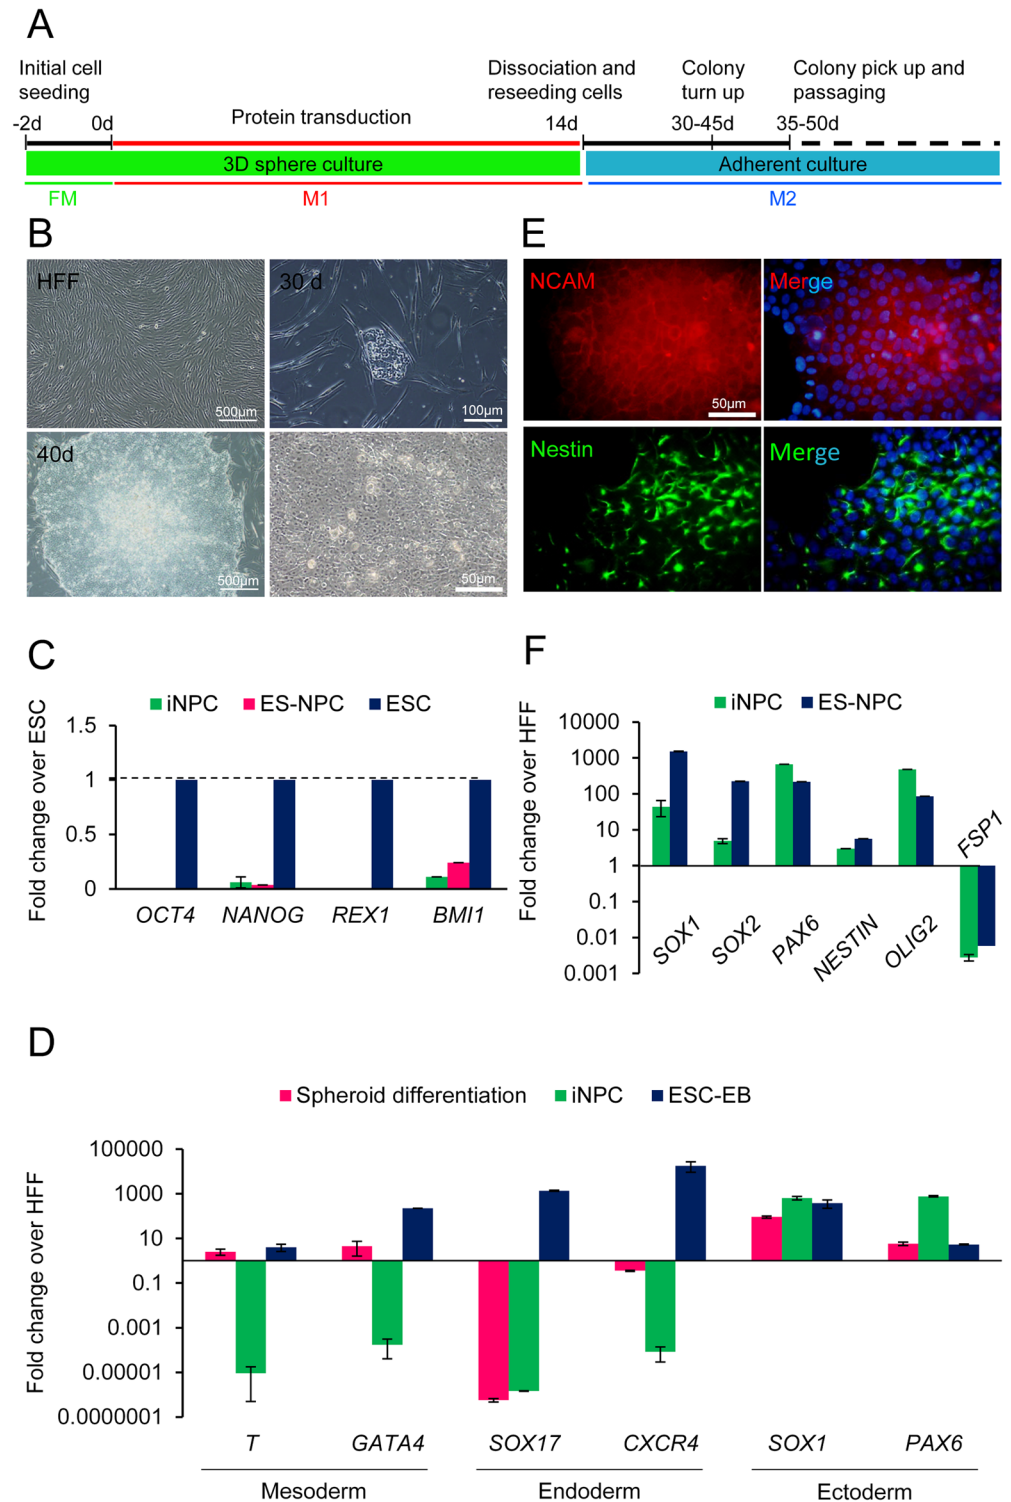 A
Initial cell
seeding
Dissociation and
reseeding cells
Colony
turn up
Colony pick up and
passaging
-2d
0d
Protein transduction
14d
30-45d
35-50d
3D sphere culture
Adherent culture
FM
M1
M2
B
HFF
500µm
30 d
100µm
40d
500µm
50µm
E
NCAM
50µm
Merge
Nestin
Merge
C
iNPC
ES-NPC
ESC
Fold change over ESC
1.5
1
0.5
0
OCT4
NANOG
REX1
BMI1
F
iNPC
ES-NPC
Fold change over HFF
10000
1000
100
10
1
0.1
0.01
0.001
SOX1
SOX2
PAX6
NESTIN
OLIG2
FSP1
D
Spheroid differentiation
iNPC
ESC-EB
Fold change over HFF
100000
1000
10
0.1
0.001
0.00001
0.0000001
T
GATA4
SOX17
CXCR4
SOX1
PAX6
Mesoderm
Endoderm
Ectoderm